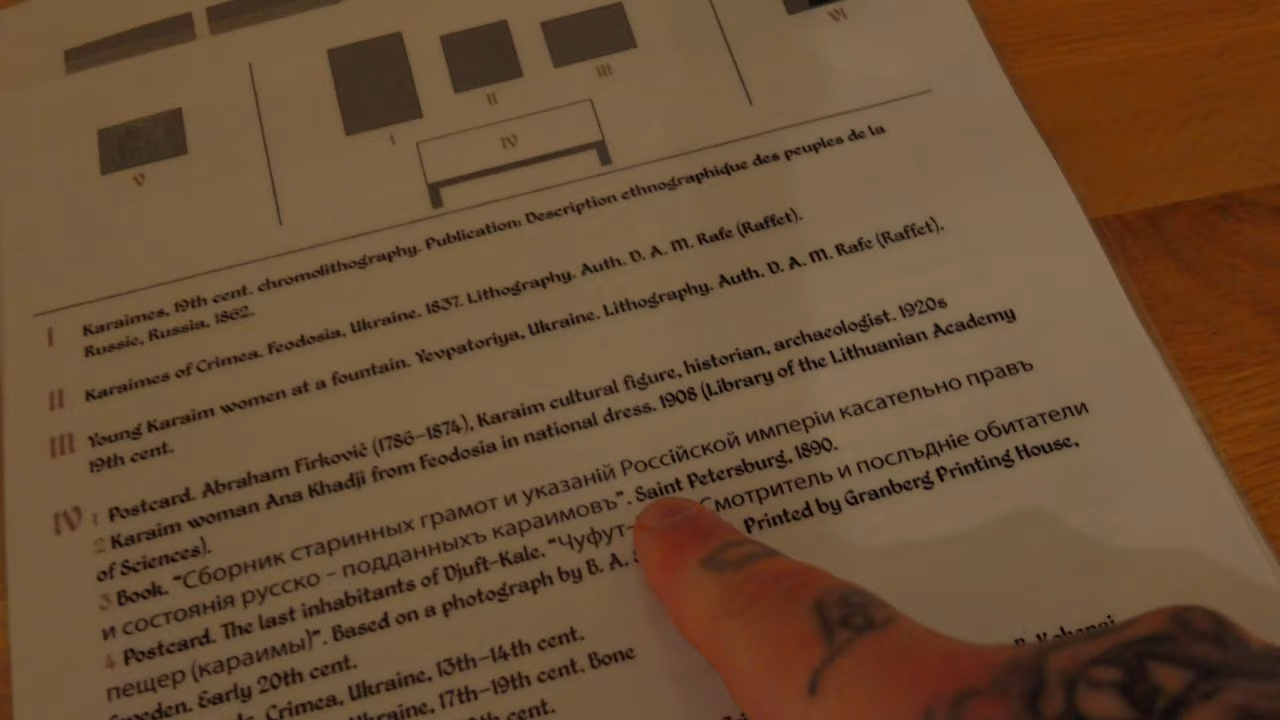 VI
III
II
I
IV
V
I Karaimes, 19th cent. chromolithography. Publication: Description ethnographique des peuples de la
Russie, Russia, 1862.
II Karaimes of Crimea. Feodosia, Ukraine. 1837. Lithography. Auth. D. A. M. Rafe (Raffet).
III Young Karaim women at a fountain. Yevpatoriya, Ukraine. Lithography. Auth. D. A. M. Rafe (Raffet).
19th cent.
IV 1 Postcard. Abraham Firkovič (1786–1874), Karaim cultural figure, historian, archaeologist. 1920s
2 Karaim woman Ana Khadji from Feodosia in national dress. 1908 (Library of the Lithuanian Academy
of Sciences).
3 Book. "Сборник старинных грамот и указаній Россійской имперіи касательно правъ
и состоянія русско - подданныхъ караимовъ". Saint Petersburg, 1890.
4 Postcard. The last inhabitants of Djuft-Kale. "Чуфут- Смотритель и послъдніе обитатели
пещер (караимы)". Based on a photograph by B. A. Printed by Granberg Printing House,
Sweden. Early 20th cent.
Crimea, Ukraine, 13th–14th cent.
Ukraine, 17th–19th cent. Bone
cent.